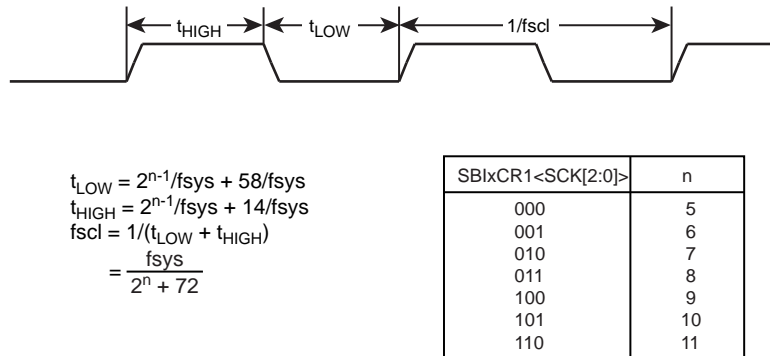 tHIGH tLOW 1/fscl
tLOW = 2n-1/fsys + 58/fsys
tHIGH = 2n-1/fsys + 14/fsys
fscl = 1/(tLOW + tHIGH)
= fsys
2n + 72
SBIxCR1<SCK[2:0]> n
000 5
001 6
010 7
011 8
100 9
101 10
110 11